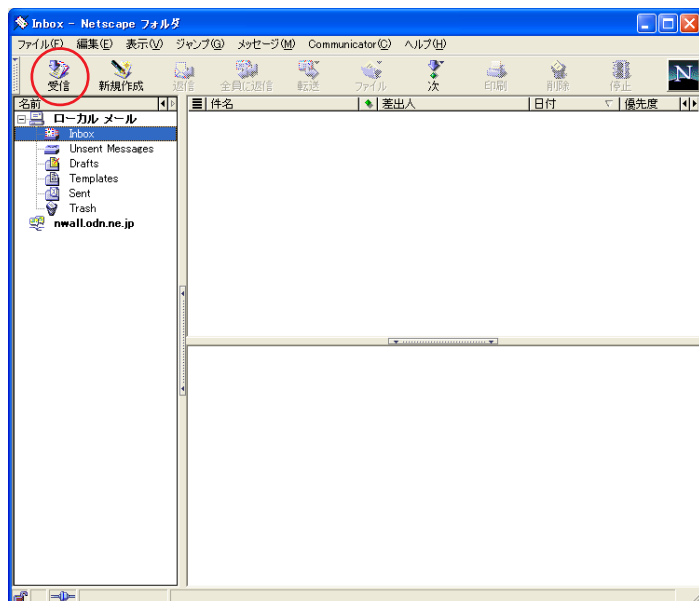 Inbox - Netscape フォルダ
ファイル(F) 編集(E) 表示(V) ジャンプ(G) メッセージ(M) Communicator(C) ヘルプ(H)
受信 新規作成 返信 全員に返信 転送 ファイル 次 印刷 削除 停止
N
名前 件名 差出人 日付 優先度
ローカル メール
Inbox
Unsent Messages
Drafts
Templates
Sent
Trash
nwall.odn.ne.jp